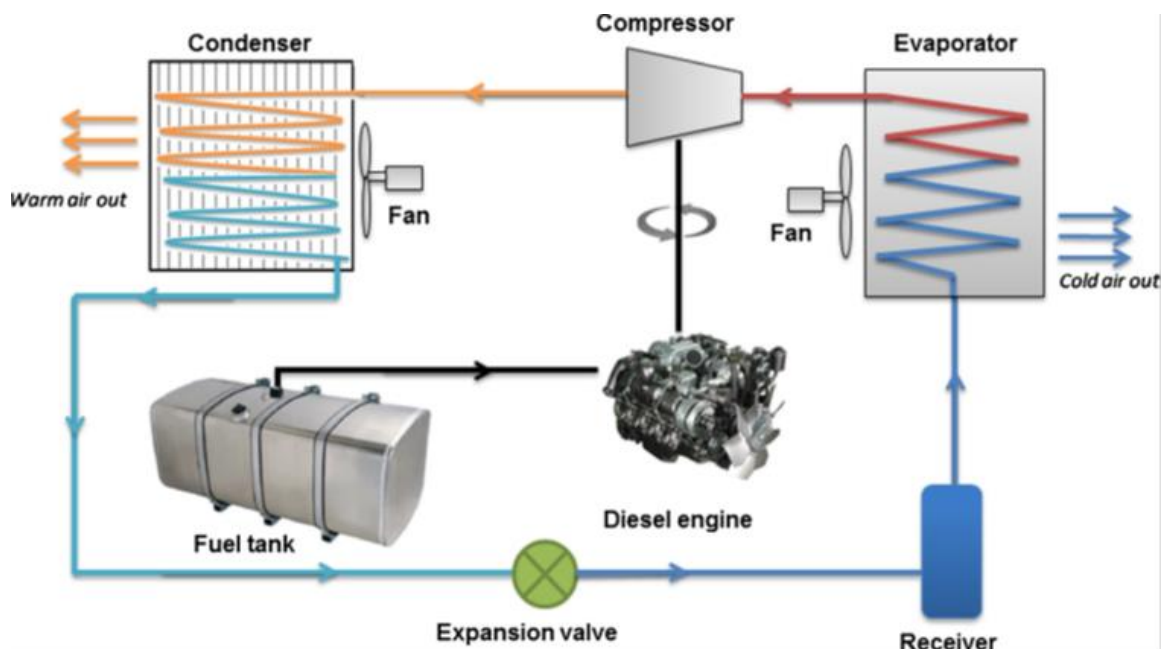 Compressor
Condenser
Evaporator
Warm air out
Fan
Fan
Cold air out
Diesel engine
Fuel tank
Expansion valve
Receiver